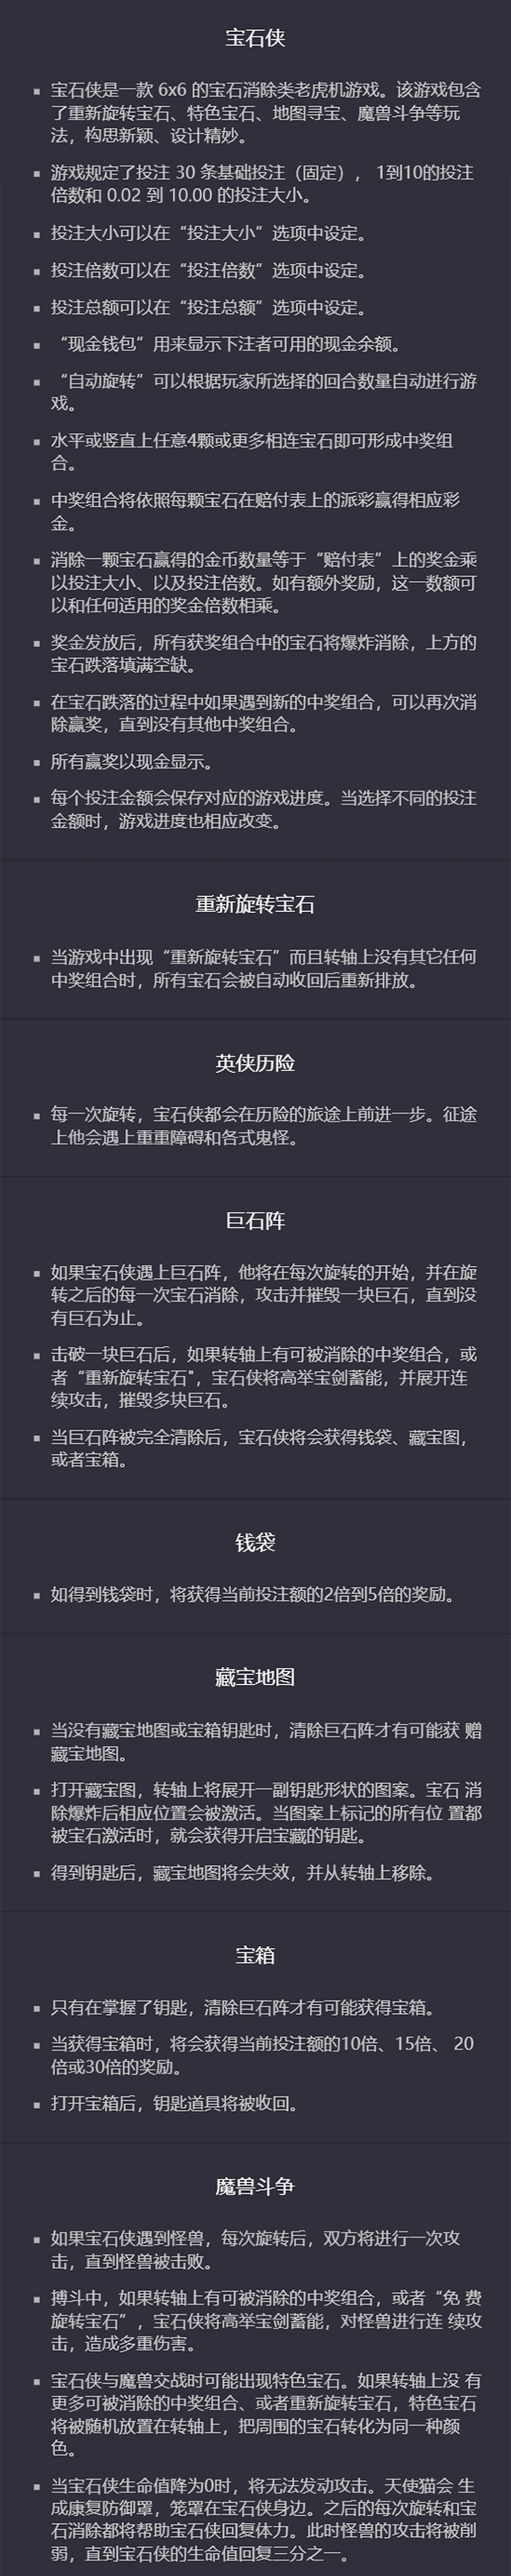 宝石侠
宝石侠是一款 6x6 的宝石消除类老虎机游戏。该游戏包含
了重新旋转宝石、特色宝石、地图寻宝、魔兽斗争等玩
法，构思新颖、设计精妙。
游戏规定了投注 30 条基础投注（固定）， 1到10的投注
倍数和 0.02 到 10.00 的投注大小。
投注大小可以在“投注大小”选项中设定。
投注倍数可以在“投注倍数”选项中设定。
投注总额可以在“投注总额”选项中设定。
“现金钱包”用来显示下注者可用的现金余额。
“自动旋转”可以根据玩家所选择的回合数量自动进行游
戏。
水平或竖直上任意4颗或更多相连宝石即可形成中奖组
合。
中奖组合将依照每颗宝石在赔付表上的派彩赢得相应彩
金。
消除一颗宝石赢得的金币数量等于“赔付表”上的奖金乘
以投注大小、以及投注倍数。如有额外奖励，这一数额可
以和任何适用的奖金倍数相乘。
奖金发放后，所有获奖组合中的宝石将爆炸消除，上方的
宝石跌落填满空缺。
在宝石跌落的过程中如果遇到新的中奖组合，可以再次消
除赢奖，直到没有其他中奖组合。
所有赢奖以现金显示。
每个投注金额会保存对应的游戏进度。当选择不同的投注
金额时，游戏进度也相应改变。
重新旋转宝石
当游戏中出现“重新旋转宝石”而且转轴上没有其它任何
中奖组合时，所有宝石会被自动收回后重新排放。
英侠历险
每一次旋转，宝石侠都会在历险的旅途上前进一步。征途
上他会遇上重重障碍和各式鬼怪。
巨石阵
如果宝石侠遇上巨石阵，他将在每次旋转的开始，并在旋
转之后的每一次宝石消除，攻击并摧毁一块巨石，直到没
有巨石为止。
击破一块巨石后，如果转轴上有可被消除的中奖组合，或
者“重新旋转宝石"，宝石侠将高举宝剑蓄能，并展开连
续攻击，摧毁多块巨石。
当巨石阵被完全清除后，宝石侠将会获得钱袋、藏宝图，
或者宝箱。
钱袋
如得到钱袋时，将获得当前投注额的2倍到5倍的奖励。
藏宝地图
当没有藏宝地图或宝箱钥匙时，清除巨石阵才有可能获 赠
藏宝地图。
打开藏宝图，转轴上将展开一副钥匙形状的图案。宝石 消
除爆炸后相应位置会被激活。当图案上标记的所有位 置都
被宝石激活时，就会获得开启宝藏的钥匙。
得到钥匙后，藏宝地图将会失效，并从转轴上移除。
宝箱
只有在掌握了钥匙，清除巨石阵才有可能获得宝箱。
当获得宝箱时，将会获得当前投注额的10倍、15倍、 20
倍或30倍的奖励。
打开宝箱后，钥匙道具将被收回。
魔兽斗争
如果宝石侠遇到怪兽，每次旋转后，双方将进行一次攻
击，直到怪兽被击败。
搏斗中，如果转轴上有可被消除的中奖组合，或者“免 费
旋转宝石”，宝石侠将高举宝剑蓄能，对怪兽进行连 续攻
击，造成多重伤害。
宝石侠与魔兽交战时可能出现特色宝石。如果转轴上没 有
更多可被消除的中奖组合、或者重新旋转宝石，特色宝石
将被随机放置在转轴上，把周围的宝石转化为同一种颜
色。
当宝石侠生命值降为0时，将无法发动攻击。天使猫会 生
成康复防御罩，笼罩在宝石侠身边。之后的每次旋转和宝
石消除都将帮助宝石侠回复体力。此时怪兽的攻击将被削
弱，直到宝石侠的生命值回复三分之一。